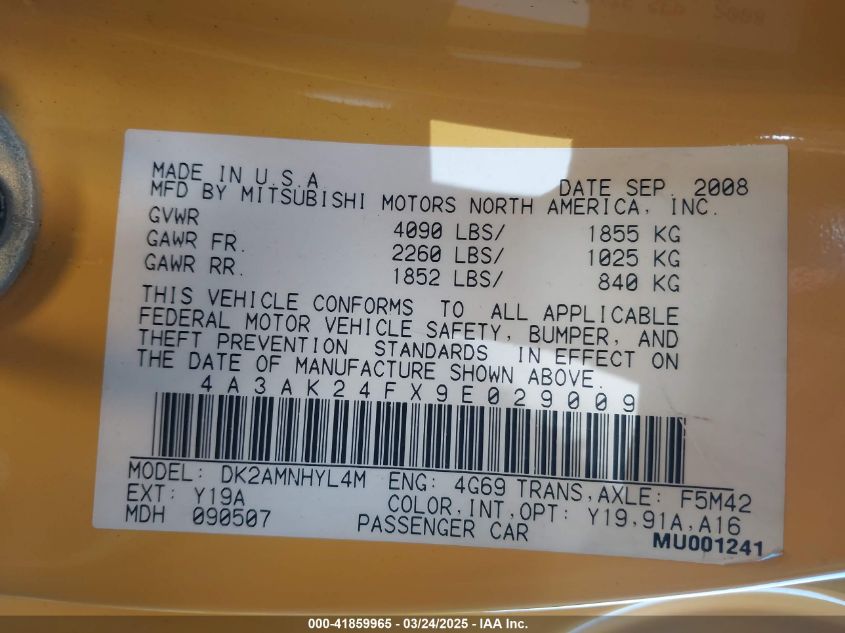 MADE IN U.S.A DATE SEP. 2008
MFD BY MITSUBISHI MOTORS NORTH AMERICA, INC.
GVWR 4090 LBS/ 1855 KG
GAWR FR. 2260 LBS/ 1025 KG
GAWR RR. 1852 LBS/ 840 KG
THIS VEHICLE CONFORMS TO ALL APPLICABLE
FEDERAL MOTOR VEHICLE SAFETY, BUMPER, AND
THEFT PREVENTION STANDARDS IN EFFECT ON
THE DATE OF MANUFACTURE SHOWN ABOVE.
4A3AK24FX9E029009
MODEL: DK2AMNHYL4M ENG: 4G69 TRANS,AXLE: F5M42
EXT: Y19A COLOR,INT,OPT: Y19,91A,A16
MDH 090507 PASSENGER CAR
MU001241
000-41859965 - 03/24/2025 - IAA Inc.